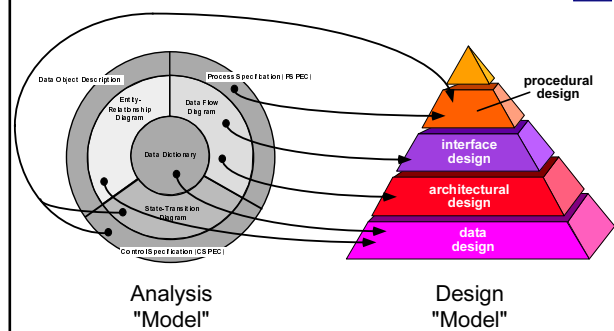 Data Object Description
Process Specification (PSPEC)
Entity-
Relationship
Diagram
Data Flow
Diagram
Data Dictionary
State-Transition
Diagram
Control Specification (CSPEC)
procedural
design
interface
design
architectural
design
data
design
Analysis
"Model"
Design
"Model"